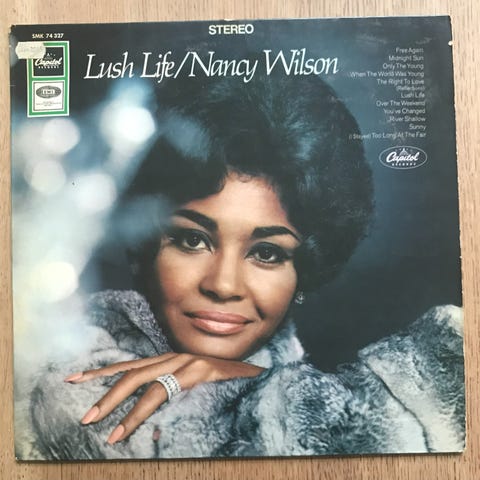 STEREO
SMK 74 327
Capitol
RECORDS
EMI
Lush Life/Nancy Wilson
Free Again
Midnight Sun
Only The Young
When The World Was Young
The Right To Love
(Reflections)
Lush Life
Over The Weekend
You've Changed
River Shallow
Sunny
(I Stayed) Too Long At The Fair
Capitol
RECORDS